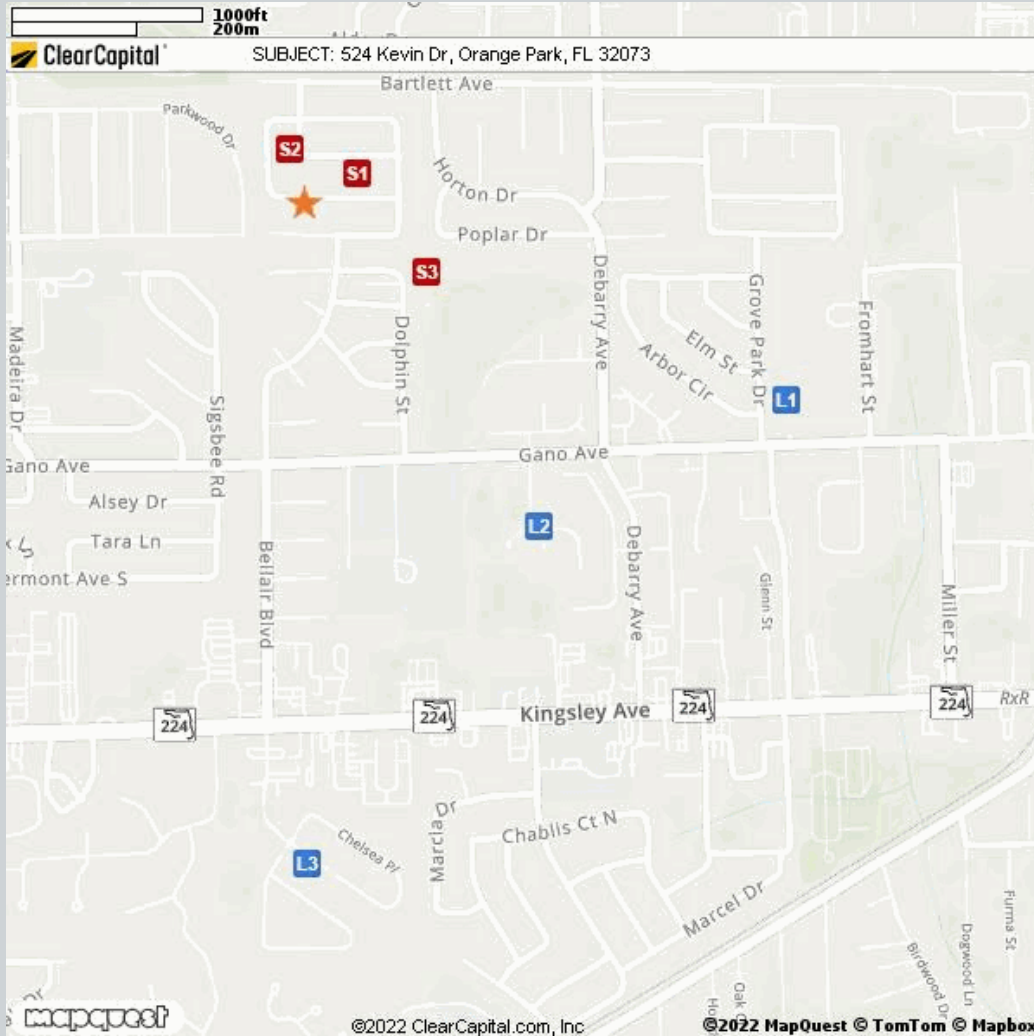 1000ft
200m
ClearCapital
SUBJECT: 524 Kevin Dr, Orange Park, FL 32073
Bartlett Ave
Parkwood Dr
S2
S1
Horton Dr
Poplar Dr
S3
Debarry Ave
Madeira Dr
Dolphin St
Grove Park Dr
Fromhart St
Elm St
Arbor Cir
L1
Sigsbee Rd
Gano Ave
Gano Ave
Alsey Dr
L2
Tara Ln
ermont Ave S
Bellair Blvd
Debarry Ave
Glenn St
Miller St
224
224
Kingsley Ave
224
224
RxR
Marcia Dr
Chablis Ct N
Chelsea Pl
L3
Marcel Dr
Furma St
Dogwood Ln
Birdwood Dr
Oak
mapquest
©2022 ClearCapital.com, Inc
©2022 MapQuest © TomTom © Mapbox